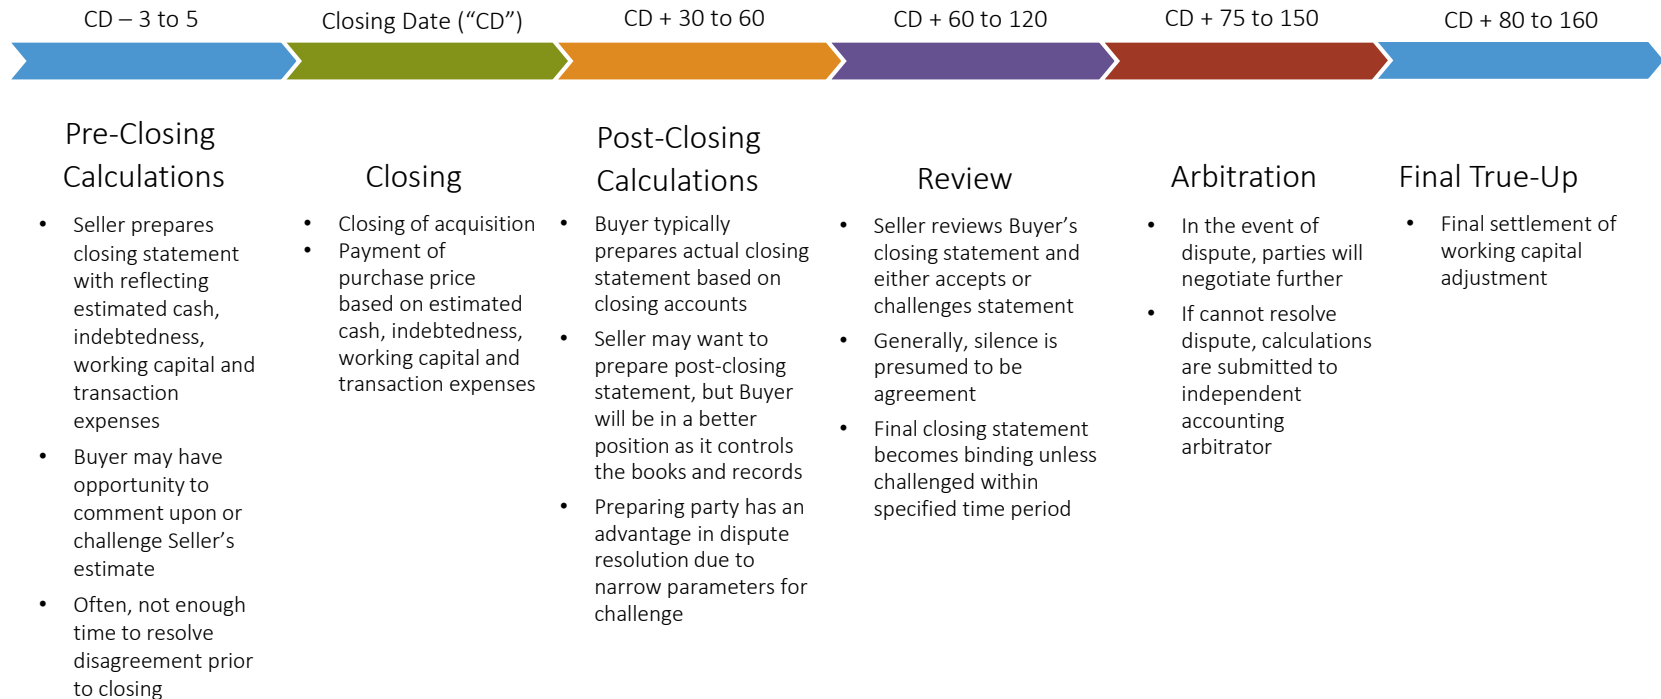 CD – 3 to 5
Closing Date (“CD”)
CD + 30 to 60
CD + 60 to 120
CD + 75 to 150
CD + 80 to 160
Pre-Closing
Calculations
• Seller prepares
closing statement
with reflecting
estimated cash,
indebtedness,
working capital and
transaction
expenses
• Buyer may have
opportunity to
comment upon or
challenge Seller’s
estimate
• Often, not enough
time to resolve
disagreement prior
to closing
Closing
• Closing of acquisition
• Payment of
purchase price
based on estimated
cash, indebtedness,
working capital and
transaction expenses
Post-Closing
Calculations
• Buyer typically
prepares actual closing
statement based on
closing accounts
• Seller may want to
prepare post-closing
statement, but Buyer
will be in a better
position as it controls
the books and records
• Preparing party has an
advantage in dispute
resolution due to
narrow parameters for
challenge
Review
• Seller reviews Buyer’s
closing statement and
either accepts or
challenges statement
• Generally, silence is
presumed to be
agreement
• Final closing statement
becomes binding unless
challenged within
specified time period
Arbitration
• In the event of
dispute, parties will
negotiate further
• If cannot resolve
dispute, calculations
are submitted to
independent
accounting
arbitrator
Final True-Up
• Final settlement of
working capital
adjustment